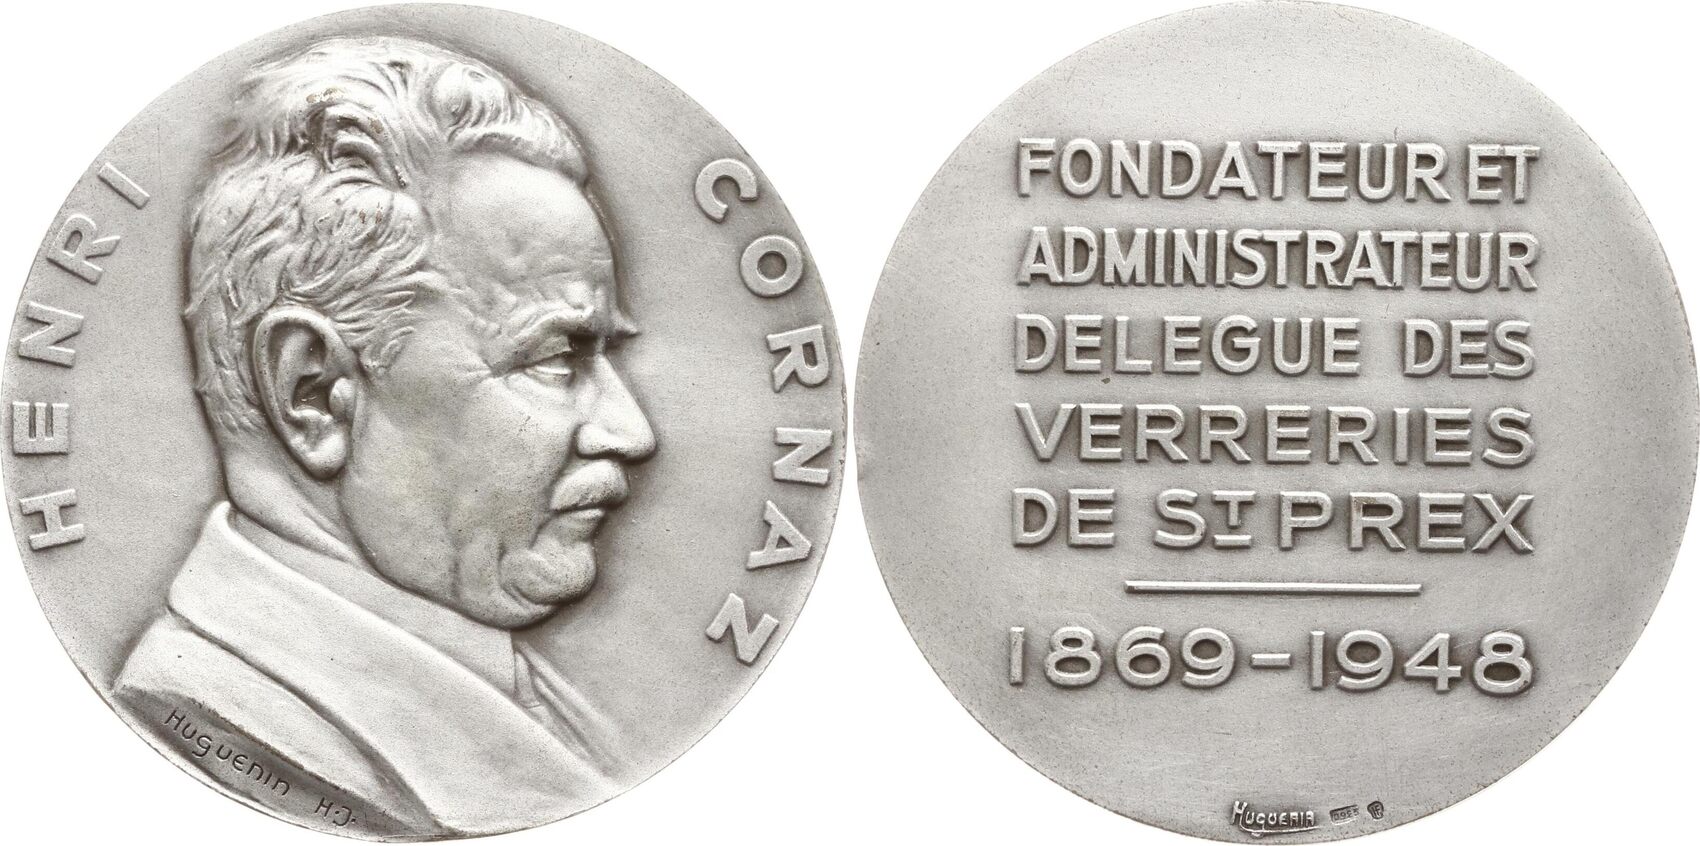 HENRI CORNAZ
Huguenin H.J.
FONDATEUR ET
ADMINISTRATEUR
DELEGUE DES
VERRERIES
DE ST PREX
1869-1948
HUGUENIN